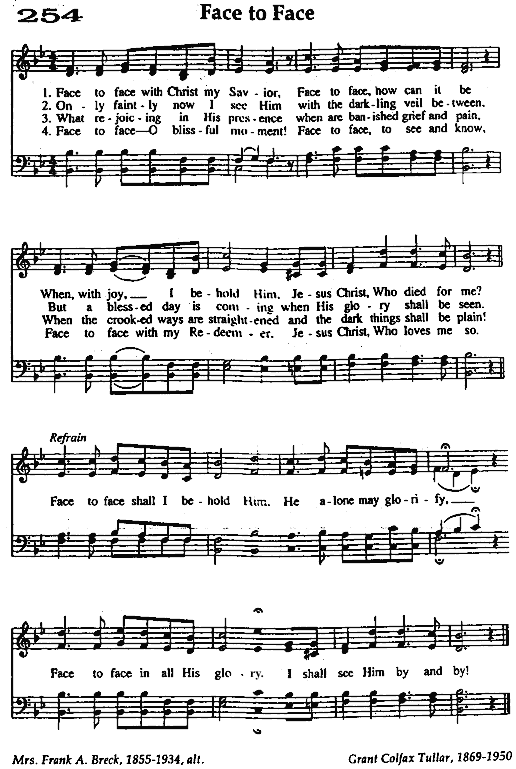 254
Face to Face
1. Face to face with Christ my Sav - ior, Face to face, how can it be
2. On - ly faint - ly now I see Him with the dark - ling veil be - tween.
3. What re - joic - ing in His pres - ence when are ban - ished grief and pain,
4. Face to face—O bliss - ful mo - ment! Face to face, to see and know,
When, with joy, I be - hold Him, Je - sus Christ, Who died for me?
But a bless - ed day is com - ing when His glo - ry shall be seen.
When the crook - ed ways are straight - ened and the dark things shall be plain!
Face to face with my Re - deem - er. Je - sus Christ, Who loves me so.
Refrain
Face to face shall I be - hold Him. He a - lone may glo - ri - fy,
Face to face in all His glo - ry. I shall see Him by and by!
Mrs. Frank A. Breck, 1855-1934, alt.
Grant Colfax Tullar, 1869-1950